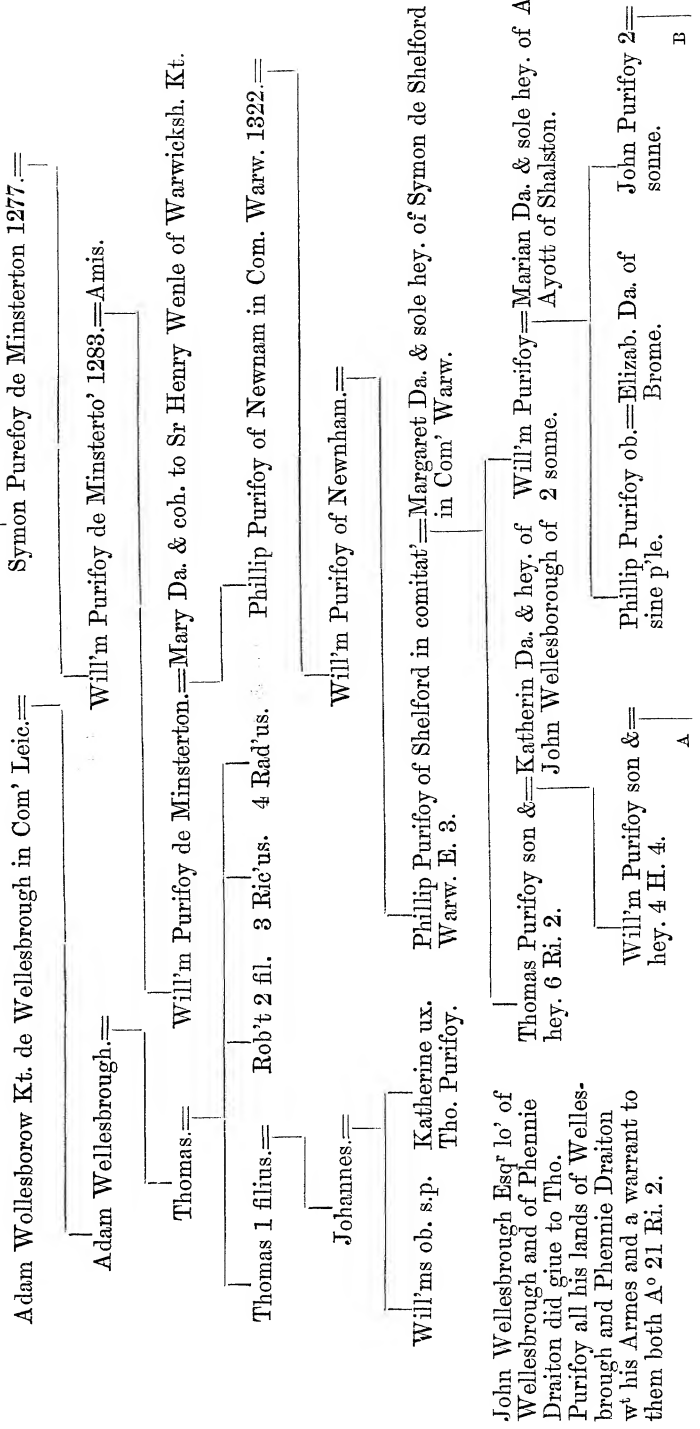 Adam Wollesborow Kt. de Wellesbrough in Com' Leic.=
Symon Purefoy de Minsterton 1277.=
Adam Wellesbrough.=
Will'm Purifoy de Minsterto' 1283.=Amis.
Thomas.=
Will'm Purifoy de Minsterton.=Mary Da. & coh. to Sr Henry Wenle of Warwicksh. Kt.
Thomas 1 filius.=
Rob't 2 fil.
3 Ric'us.
4 Rad'us.
Phillip Purifoy of Newnam in Com. Warw. 1322.=
Johannes.=
Will'm Purifoy of Newnham.=
Will'ms ob. s.p.
Katherine ux.
Tho. Purifoy.
Phillip Purifoy of Shelford in comitat'=Margaret Da. & sole hey. of Symon de Shelford
Warw. E. 3.
in Com' Warw.
John Wellesbrough Esqr lo' of
Wellesbrough and of Phennie
Draiton did giue to Tho.
Purifoy all his lands of Welles-
brough and Phennie Draiton
wt his Armes and a warrant to
them both Ao 21 Ri. 2.
Thomas Purifoy son &=Katherin Da. & hey. of
hey. 6 Ri. 2.
John Wellesborough of
Will'm Purifoy=Marian Da. & sole hey. of A
2 sonne.
Ayott of Shalston.
Will'm Purifoy son &=
hey. 4 H. 4.
A
Phillip Purifoy ob.=Elizab. Da. of
sine p'le.
Brome.
John Purifoy 2=
sonne.
B